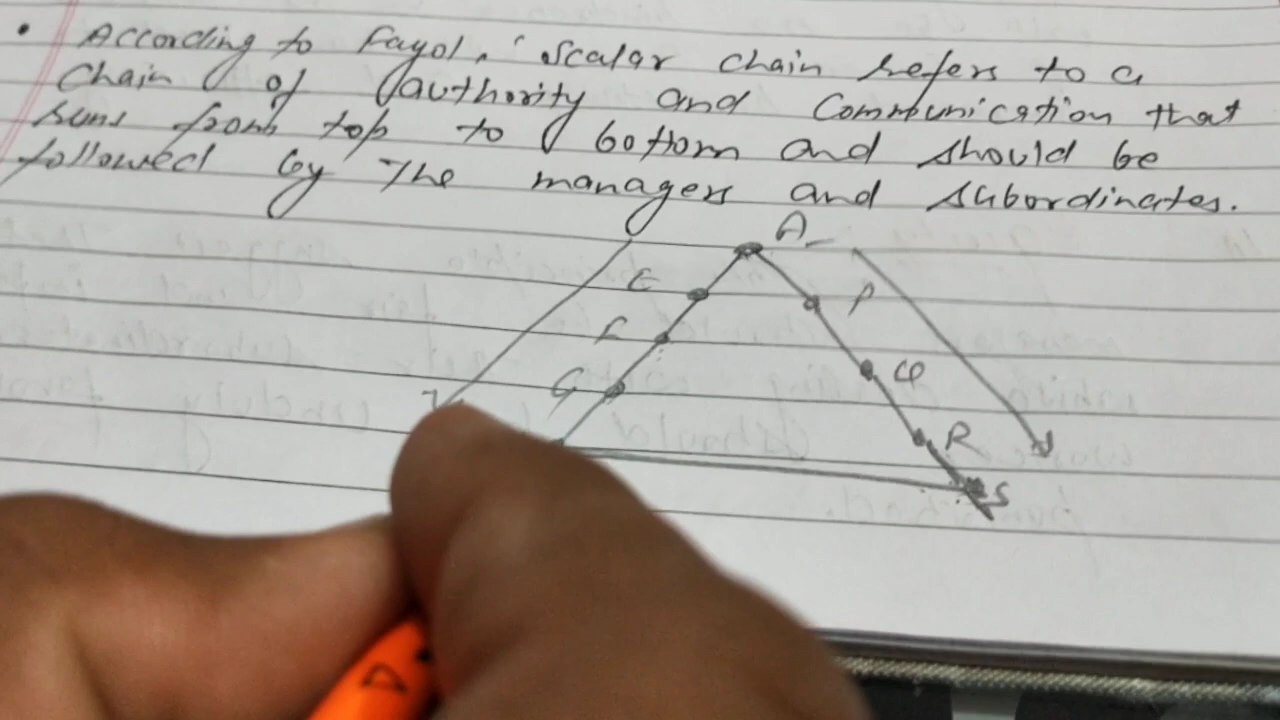 • According to Fayol, 'Scalar chain refers to a
Chain of authority and Communication that
runs from top to bottom and should be
followed by the managers and subordinates.
A
E
P
F
G
Q
R
S